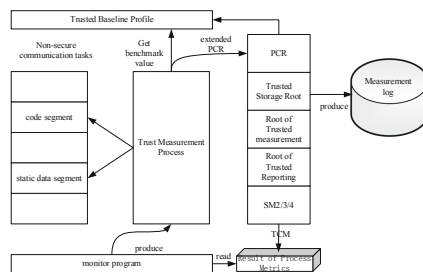 Trusted Baseline Profile
Non-secure
communication tasks
Get
benchmark
value
extended
PCR
PCR
Trusted
Storage Root
Root of
Trusted
measurement
Root of
Trusted
Reporting
SM2/3/4
TCM
Measurement
log
produce
code segment
static data segment
Trust Measurement
Process
produce
monitor program
read
Result of Process
Metrics